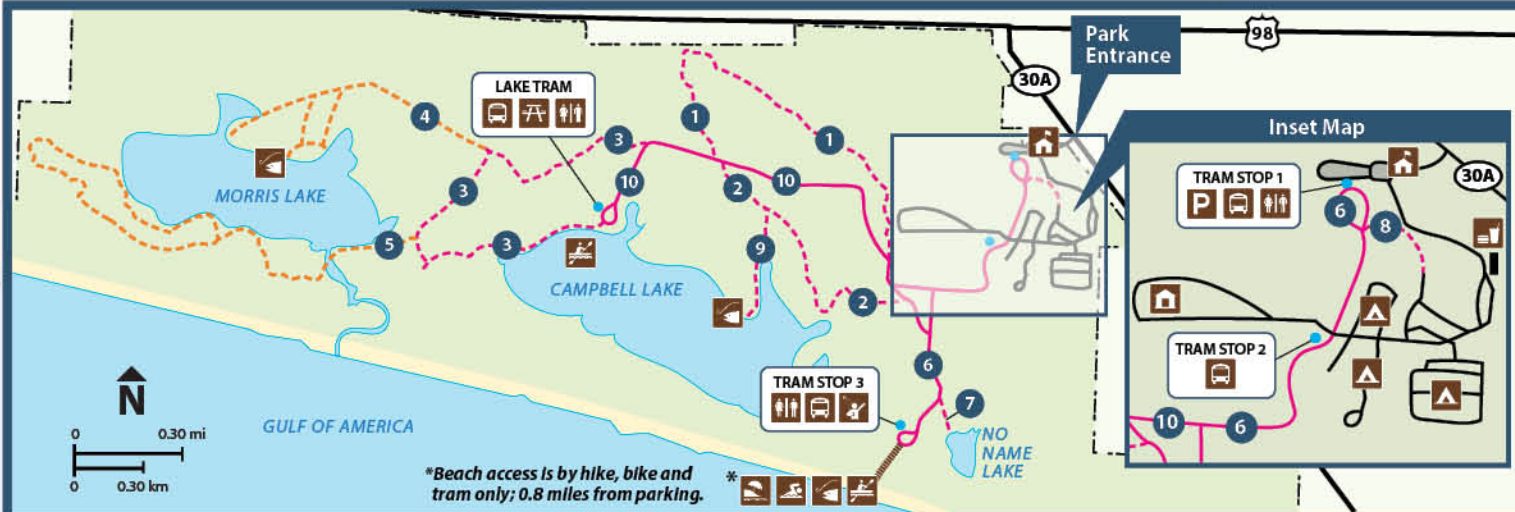 98
Park
Entrance
30A
LAKE TRAM
4
1
3
1
Inset Map
MORRIS LAKE
3
10
2
10
TRAM STOP 1
P
30A
6
8
5
3
9
CAMPBELL LAKE
2
TRAM STOP 2
N
0 0.30 mi
0 0.30 km
GULF OF AMERICA
6
TRAM STOP 3
7
10
6
NO
NAME
LAKE
*Beach access is by hike, bike and
tram only; 0.8 miles from parking.
*